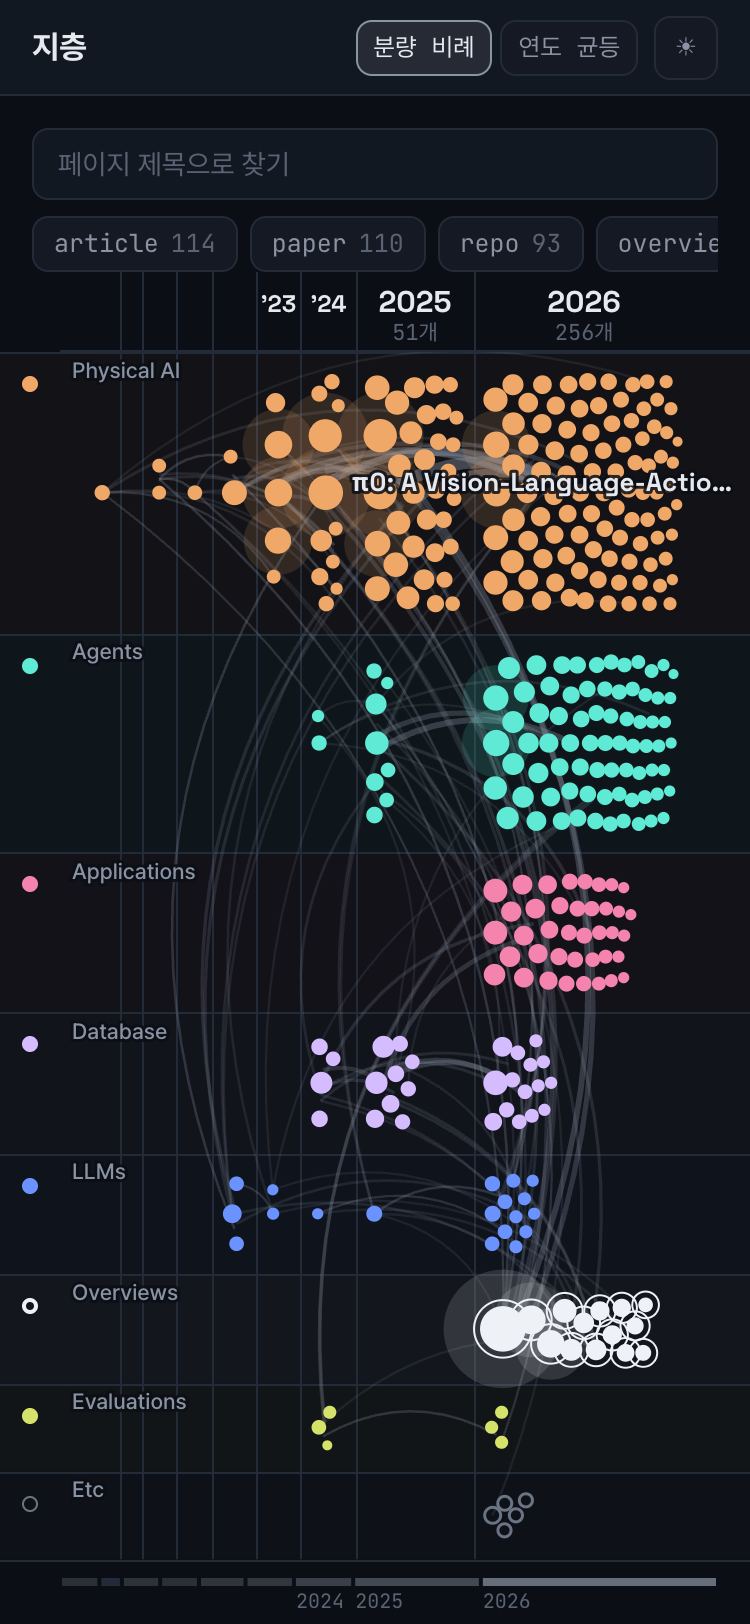 지층
분량 비례
연도 균등
페이지 제목으로 찾기
article 114
paper 110
repo 93
overvie
’23 ’24 2025 2026
51개 256개
Physical AI
π0: A Vision-Language-Actio…
Agents
Applications
Database
LLMs
Overviews
Evaluations
Etc
2024 2025 2026